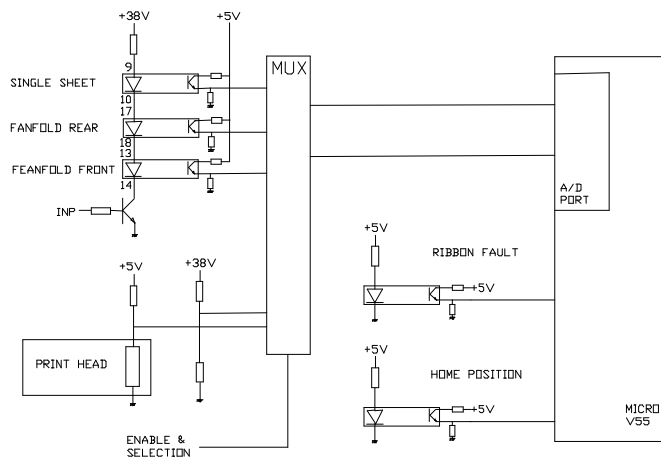 +38V
+5V
9
MUX
SINGLE SHEET
10
17
FANFOLD REAR
18
13
FEANFOLD FRONT
14
INP
A/D
PORT
+5V
RIBBON FAULT
+5V
+5V
+38V
+5V
PRINT HEAD
HOME POSITION
+5V
MICRO
V55
ENABLE &
SELECTION